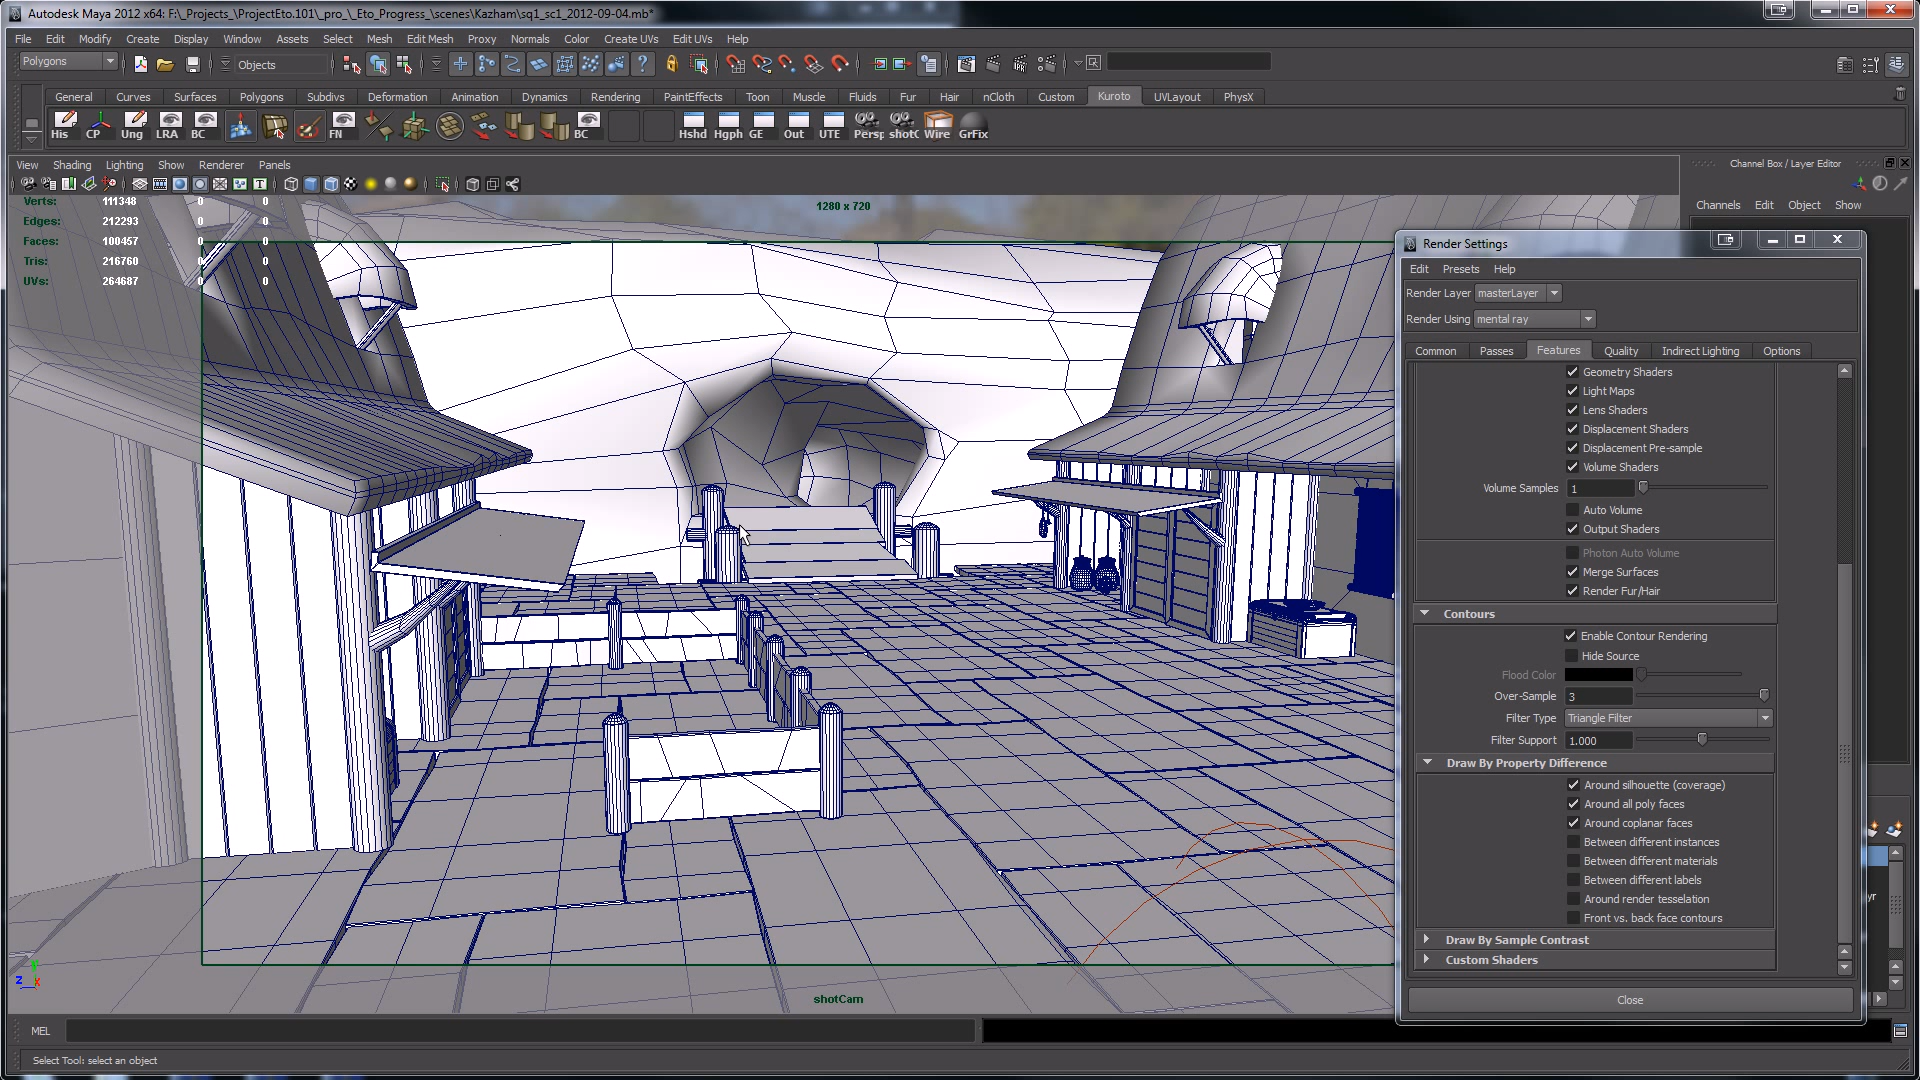 Autodesk Maya 2012 x64: F:\_Projects_\ProjectEto.101\_pro_\_Eto_Progress_\scenes\Kazham\sq1_sc1_2012-09-04.mb*
File Edit Modify Create Display Window Assets Select Mesh Edit Mesh Proxy Normals Color Create UVs Edit UVs Help
Polygons Objects
General Curves Surfaces Polygons Subdivs Deformation Animation Dynamics Rendering PaintEffects Toon Muscle Fluids Fur Hair nCloth Custom Kuroto UVLayout PhysX
His CP Ung LRA BC FN BC Hshd Hgph GE Out UTE Persp shotC Wire GrFix
View Shading Lighting Show Renderer Panels
Channel Box / Layer Editor
Channels Edit Object Show
Verts: 111348 0 0
Edges: 212293 0 0
Faces: 100457 0 0
Tris: 216760 0 0
UVs: 264687 0 0
1280 x 720
shotCam
Render Settings
Edit Presets Help
Render Layer masterLayer
Render Using mental ray
Common Passes Features Quality Indirect Lighting Options
Geometry Shaders
Light Maps
Lens Shaders
Displacement Shaders
Displacement Pre-sample
Volume Shaders
Volume Samples 1
Auto Volume
Output Shaders
Photon Auto Volume
Merge Surfaces
Render Fur/Hair
Contours
Enable Contour Rendering
Hide Source
Flood Color
Over-Sample 3
Filter Type Triangle Filter
Filter Support 1.000
Draw By Property Difference
Around silhouette (coverage)
Around all poly faces
Around coplanar faces
Between different instances
Between different materials
Between different labels
Around render tesselation
Front vs. back face contours
Draw By Sample Contrast
Custom Shaders
Close
yr
z y x
MEL
Select Tool: select an object